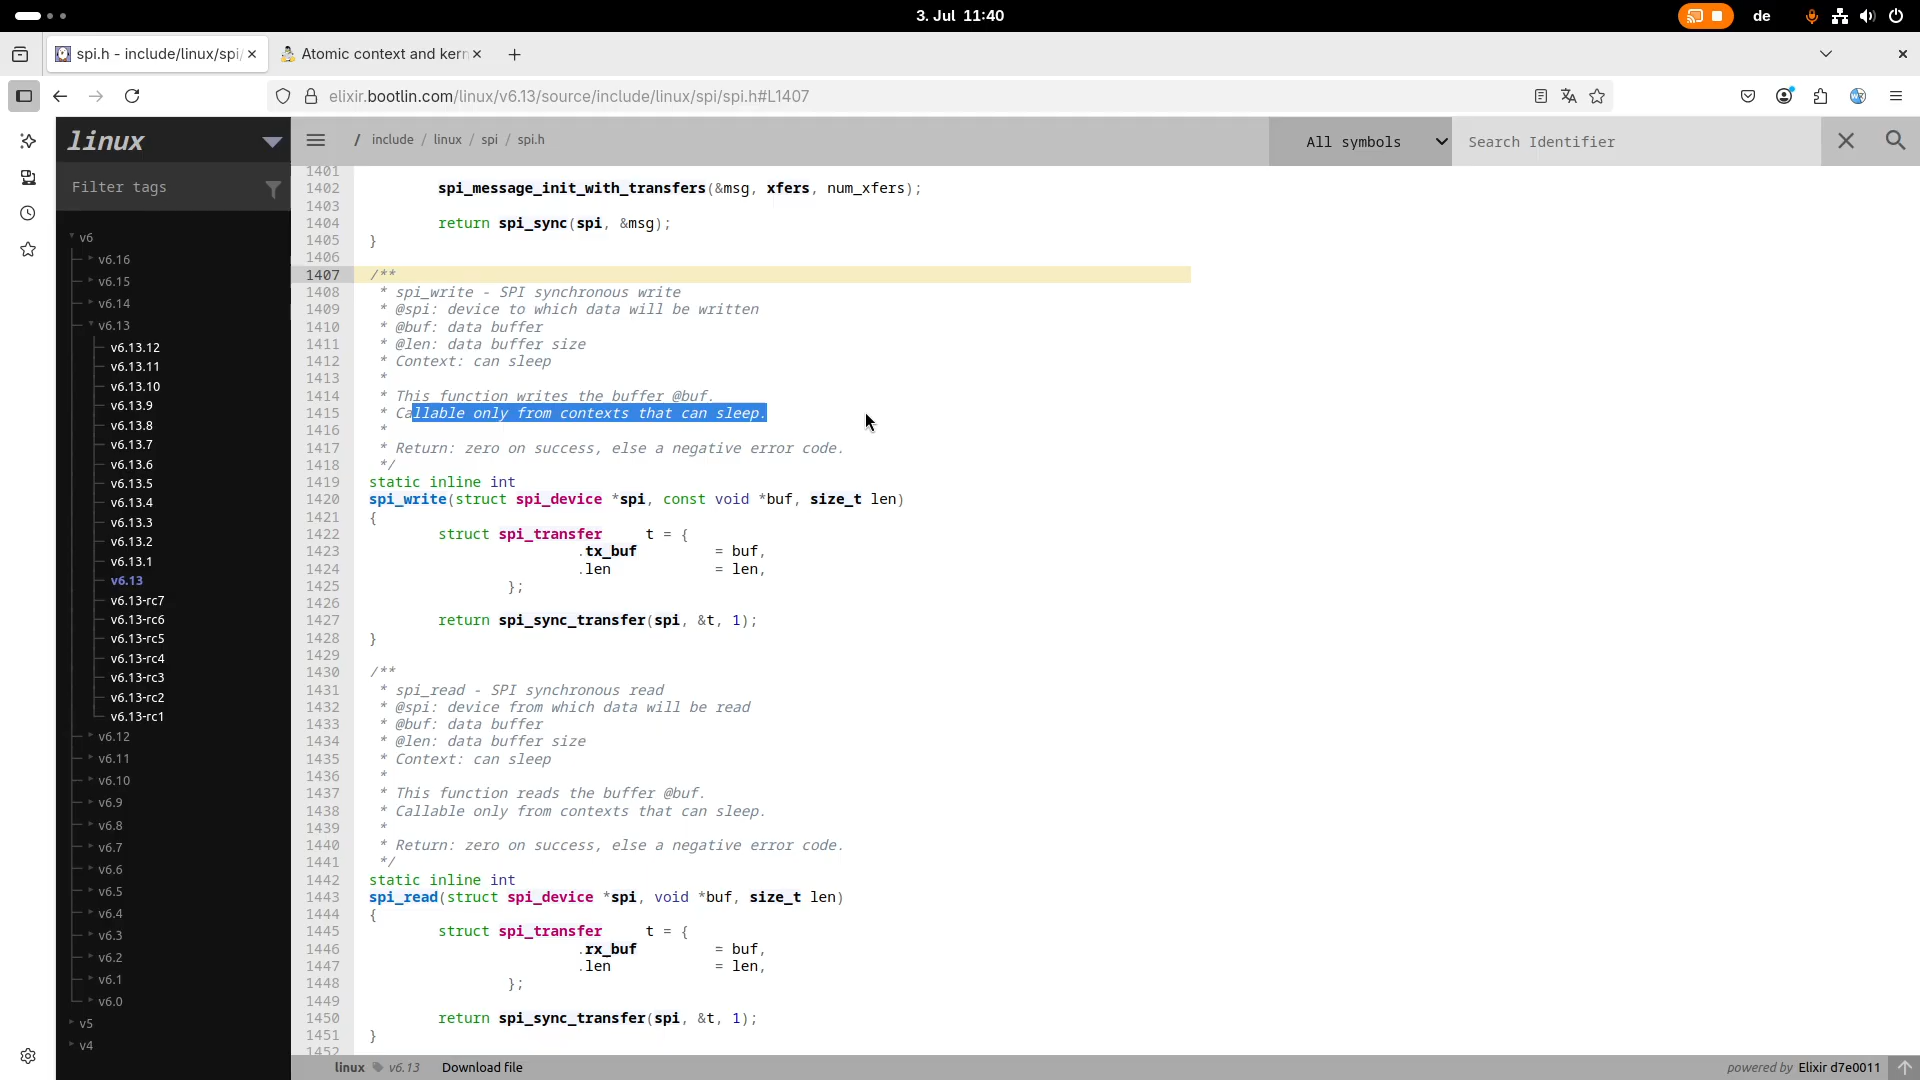 3. Jul 11:40
de
spi.h - include/linux/spi/
Atomic context and kern
elixir.bootlin.com/linux/v6.13/source/include/linux/spi/spi.h#L1407
linux
/ include / linux / spi / spi.h
All symbols
Search Identifier
Filter tags
v6
v6.16
v6.15
v6.14
v6.13
v6.13.12
v6.13.11
v6.13.10
v6.13.9
v6.13.8
v6.13.7
v6.13.6
v6.13.5
v6.13.4
v6.13.3
v6.13.2
v6.13.1
v6.13
v6.13-rc7
v6.13-rc6
v6.13-rc5
v6.13-rc4
v6.13-rc3
v6.13-rc2
v6.13-rc1
v6.12
v6.11
v6.10
v6.9
v6.8
v6.7
v6.6
v6.5
v6.4
v6.3
v6.2
v6.1
v6.0
v5
v4
1401
1402 spi_message_init_with_transfers(&msg, xfers, num_xfers);
1403
1404 return spi_sync(spi, &msg);
1405 }
1406
1407 /**
1408 * spi_write - SPI synchronous write
1409 * @spi: device to which data will be written
1410 * @buf: data buffer
1411 * @len: data buffer size
1412 * Context: can sleep
1413 *
1414 * This function writes the buffer @buf.
1415 * Callable only from contexts that can sleep.
1416 *
1417 * Return: zero on success, else a negative error code.
1418 */
1419 static inline int
1420 spi_write(struct spi_device *spi, const void *buf, size_t len)
1421 {
1422 struct spi_transfer t = {
1423 .tx_buf = buf,
1424 .len = len,
1425 };
1426
1427 return spi_sync_transfer(spi, &t, 1);
1428 }
1429
1430 /**
1431 * spi_read - SPI synchronous read
1432 * @spi: device from which data will be read
1433 * @buf: data buffer
1434 * @len: data buffer size
1435 * Context: can sleep
1436 *
1437 * This function reads the buffer @buf.
1438 * Callable only from contexts that can sleep.
1439 *
1440 * Return: zero on success, else a negative error code.
1441 */
1442 static inline int
1443 spi_read(struct spi_device *spi, void *buf, size_t len)
1444 {
1445 struct spi_transfer t = {
1446 .rx_buf = buf,
1447 .len = len,
1448 };
1449
1450 return spi_sync_transfer(spi, &t, 1);
1451 }
1452
linux v6.13 Download file
powered by Elixir d7e0011